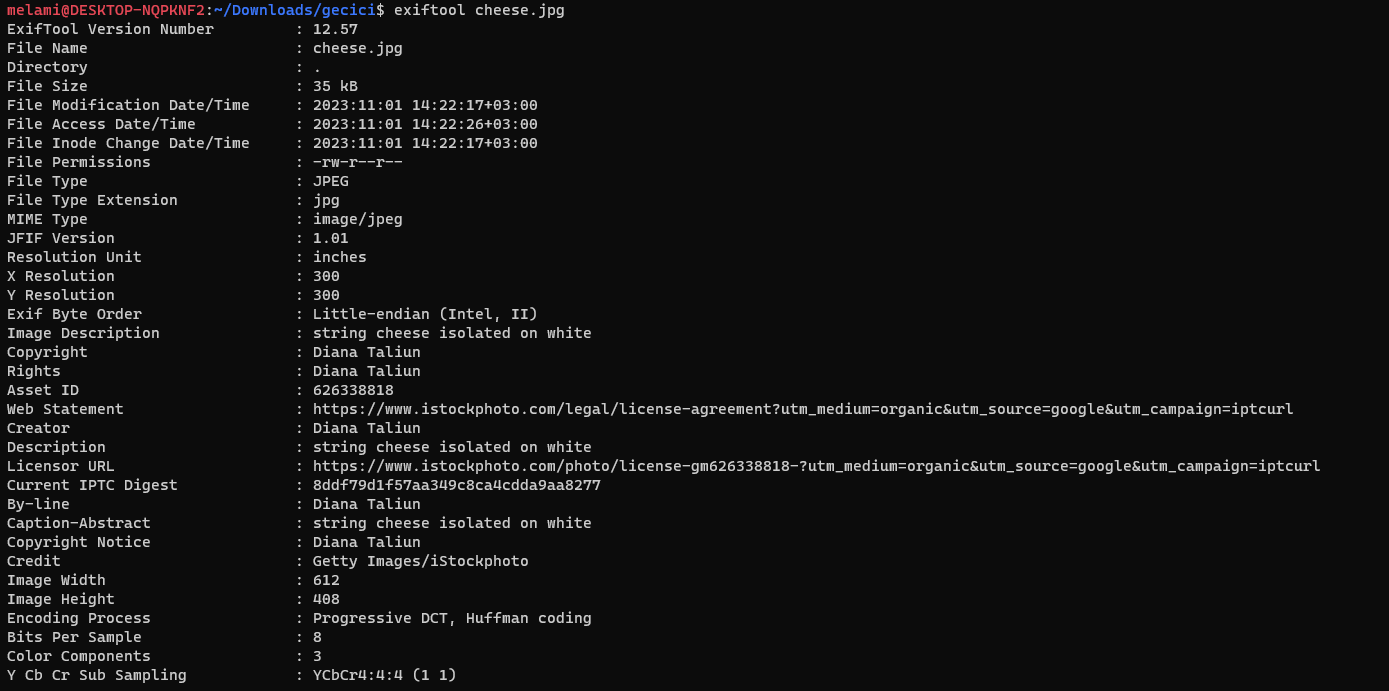 melami@DESKTOP-NQPKNF2:~/Downloads/gecici$ exiftool cheese.jpg
ExifTool Version Number         : 12.57
File Name                       : cheese.jpg
Directory                       : .
File Size                       : 35 kB
File Modification Date/Time     : 2023:11:01 14:22:17+03:00
File Access Date/Time           : 2023:11:01 14:22:26+03:00
File Inode Change Date/Time     : 2023:11:01 14:22:17+03:00
File Permissions                : -rw-r--r--
File Type                       : JPEG
File Type Extension             : jpg
MIME Type                       : image/jpeg
JFIF Version                    : 1.01
Resolution Unit                 : inches
X Resolution                    : 300
Y Resolution                    : 300
Exif Byte Order                 : Little-endian (Intel, II)
Image Description               : string cheese isolated on white
Copyright                       : Diana Taliun
Rights                          : Diana Taliun
Asset ID                        : 626338818
Web Statement                   : https://www.istockphoto.com/legal/license-agreement?utm_medium=organic&utm_source=google&utm_campaign=iptcurl
Creator                         : Diana Taliun
Description                     : string cheese isolated on white
Licensor URL                    : https://www.istockphoto.com/photo/license-gm626338818-?utm_medium=organic&utm_source=google&utm_campaign=iptcurl
Current IPTC Digest             : 8ddf79d1f57aa349c8ca4cdda9aa8277
By-line                         : Diana Taliun
Caption-Abstract                : string cheese isolated on white
Copyright Notice                : Diana Taliun
Credit                          : Getty Images/iStockphoto
Image Width                     : 612
Image Height                    : 408
Encoding Process                : Progressive DCT, Huffman coding
Bits Per Sample                 : 8
Color Components                : 3
Y Cb Cr Sub Sampling            : YCbCr4:4:4 (1 1)